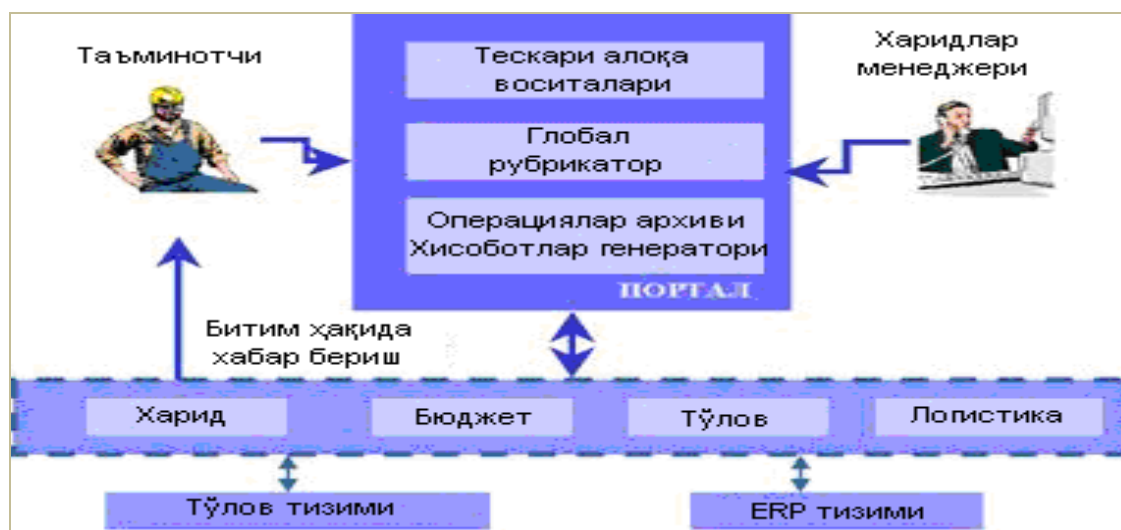 Таъминотчи
Тескари алоқа
воситалари
Харидлар
менеджери
Глобал
рубрикатор
Операциялар архиви
Хисоботлар генератори
ПОРТАЛ
Битим ҳақида
хабар бериш
Харид
Бюджет
Тўлов
Логистика
Тўлов тизими
ERP тизими